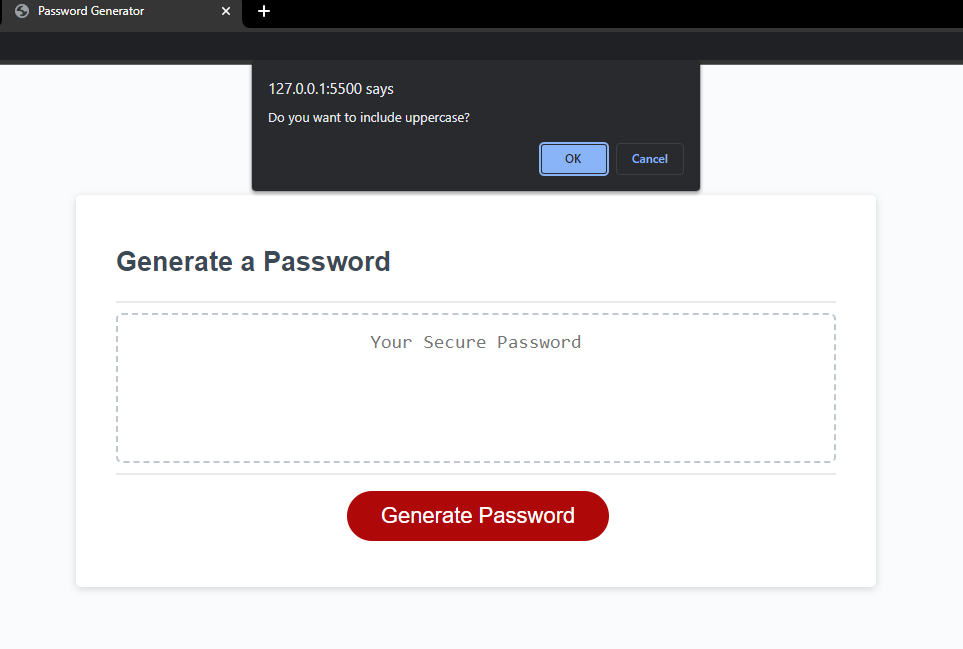 Password Generator
127.0.0.1:5500 says
Do you want to include uppercase?
OK Cancel
Generate a Password
Your Secure Password
Generate Password